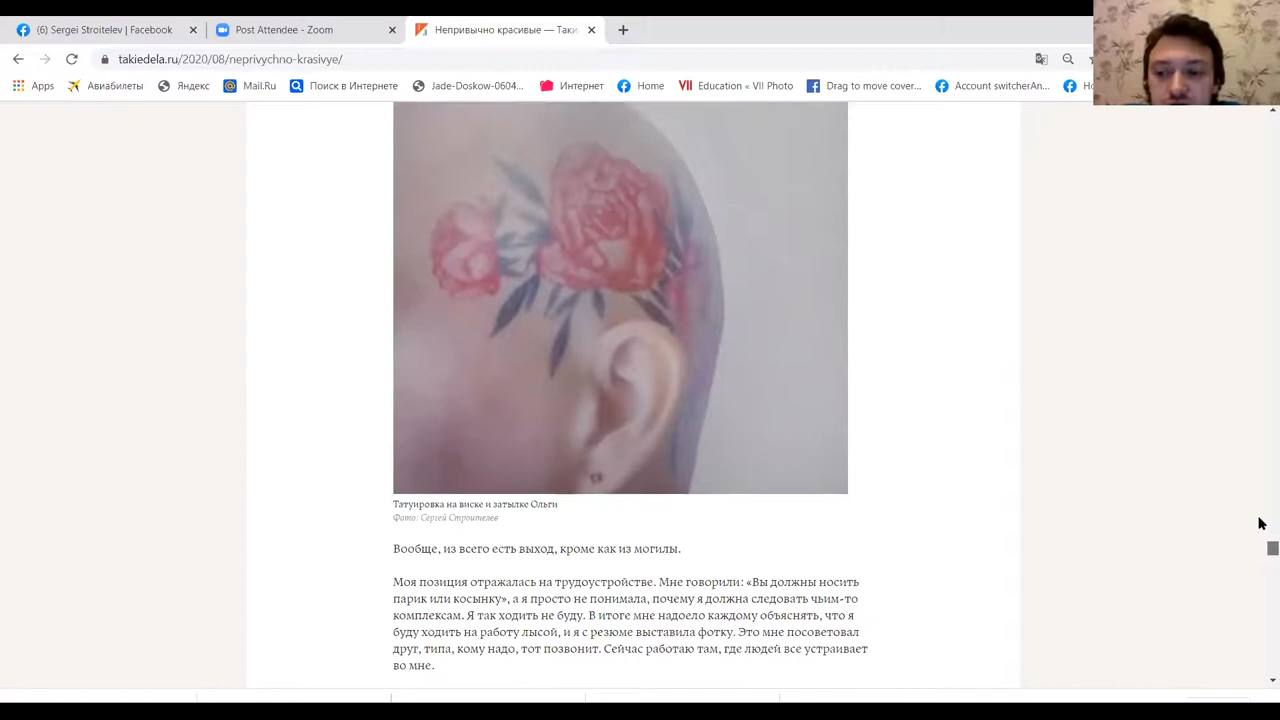 (6) Sergei Stroitelev | Facebook
Post Attendee - Zoom
Непривычно красивые — Таки
takiedela.ru/2020/08/neprivychno-krasivye/
Apps Авиабилеты Яндекс Mail.Ru Поиск в Интернете Jade-Doskow-0604... Интернет Home VII Education « VII Photo Drag to move cover... Account switcherAn...
Татуировка на виске и затылке Ольги
Фото: Сергей Строителев
Вообще, из всего есть выход, кроме как из могилы.
Моя позиция отражалась на трудоустройстве. Мне говорили: «Вы должны носить
парик или косынку», а я просто не понимала, почему я должна следовать чьим-то
комплексам. Я так ходить не буду. В итоге мне надоело каждому объяснять, что я
буду ходить на работу лысой, и я с резюме выставила фотку. Это мне посоветовал
друг, типа, кому надо, тот позвонит. Сейчас работаю там, где людей все устраивает
во мне.